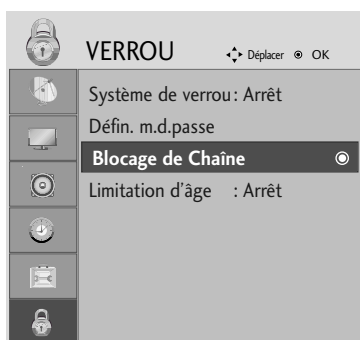 VERROU
Déplacer OK
Système de verrou : Arrêt
Défin. m.d.passe
Blocage de Chaîne
Limitation d'âge : Arrêt